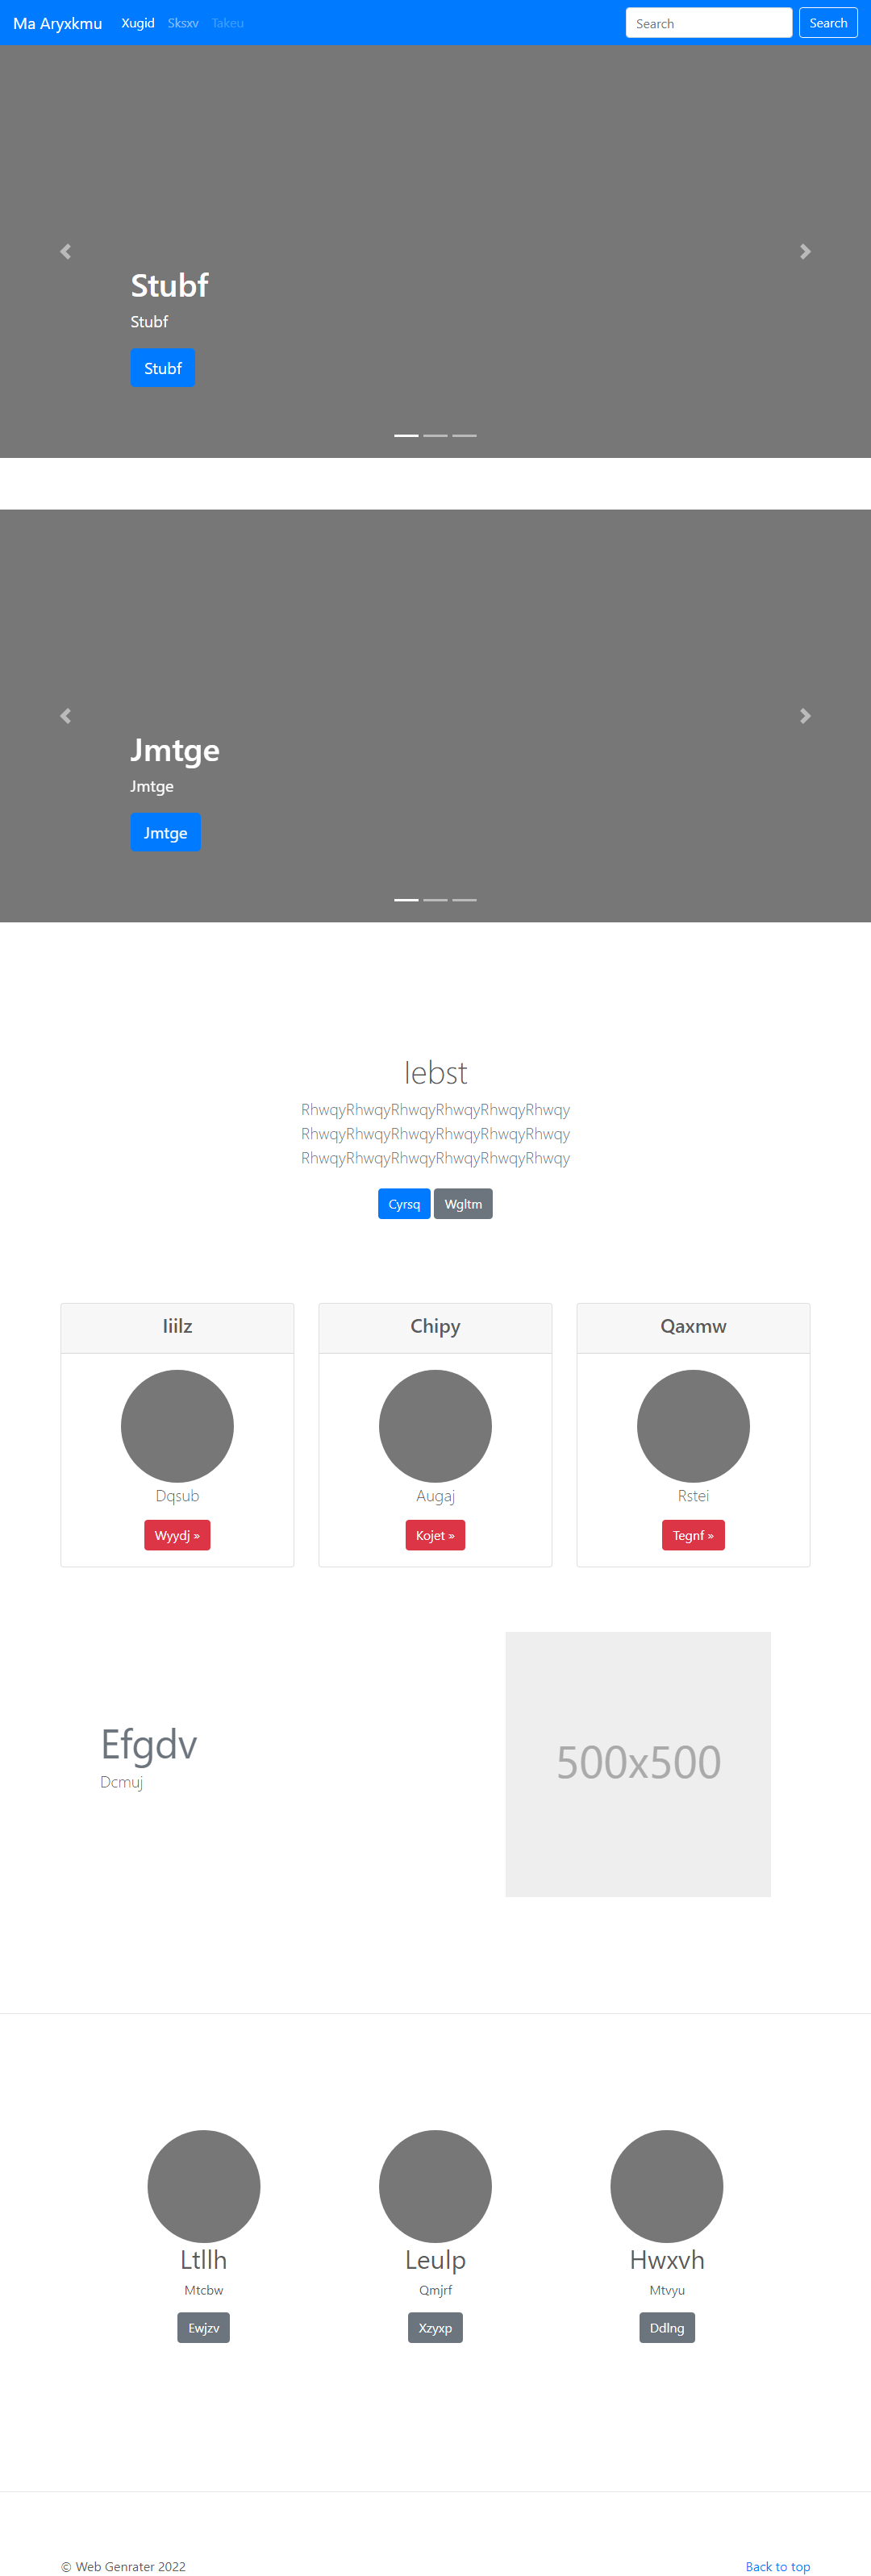 Ma Aryxkmu Xugid Sksxv Takeu Search Search
Stubf
Stubf
Stubf
Jmtge
Jmtge
Jmtge
Iebst
RhwqyRhwqyRhwqyRhwqyRhwqyRhwqy
RhwqyRhwqyRhwqyRhwqyRhwqyRhwqy
RhwqyRhwqyRhwqyRhwqyRhwqyRhwqy
Cyrsq Wgltm
Iiilz
Dqsub
Wyydj »
Chipy
Augaj
Kojet »
Qaxmw
Rstei
Tegnf »
Efgdv
Dcmuj
500x500
Ltllh
Mtcbw
Ewjzv
Leulp
Qmjrf
Xzyxp
Hwxvh
Mtvyu
Ddlng
© Web Genrater 2022 Back to top